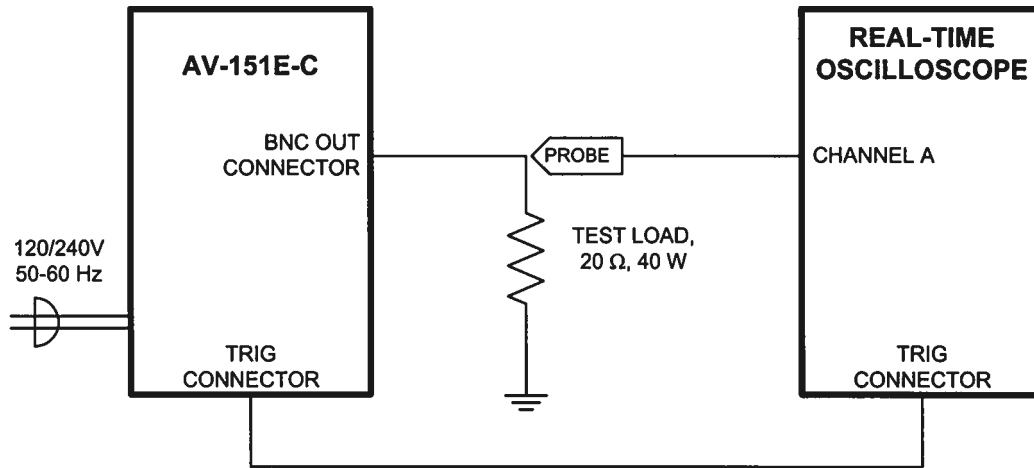 AV-151E-C
BNC OUT
CONNECTOR
120/240V
50-60 Hz
TRIG
CONNECTOR
PROBE
TEST LOAD,
20 Ω, 40 W
REAL-TIME
OSCILLOSCOPE
CHANNEL A
TRIG
CONNECTOR